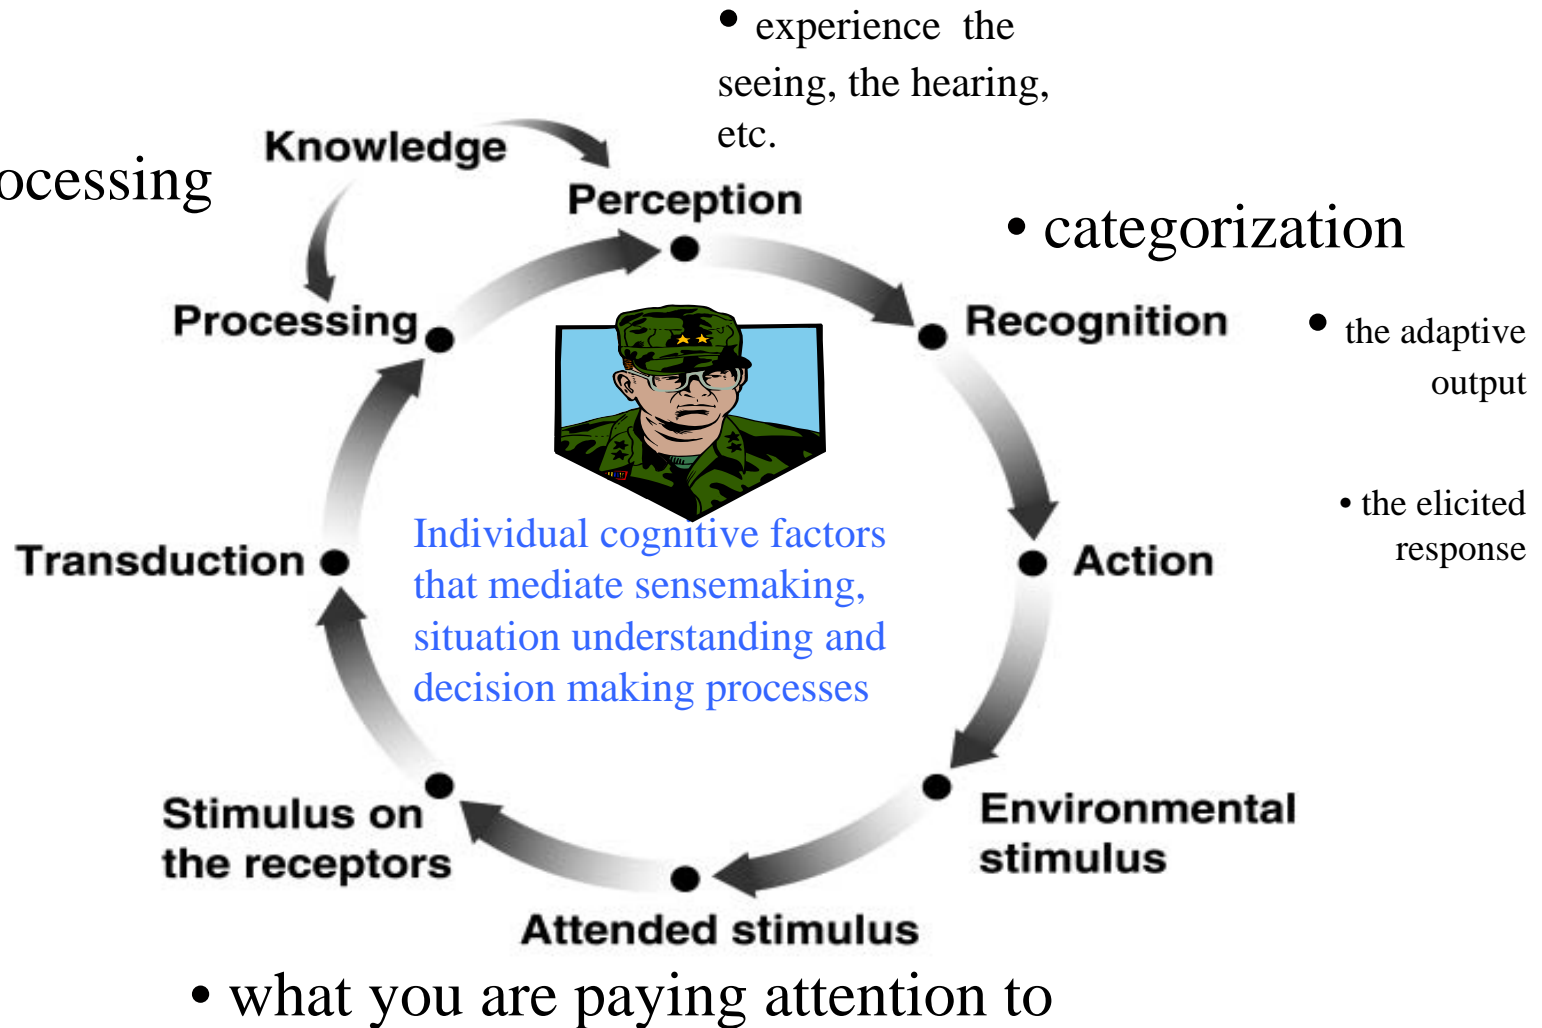 • experience the
seeing, the hearing,
etc.
Knowledge
ocessing
Perception
• categorization
Processing
Recognition
• the adaptive
output
• the elicited
response
Individual cognitive factors
that mediate sensemaking,
situation understanding and
decision making processes
Transduction
Action
Stimulus on
the receptors
Environmental
stimulus
Attended stimulus
• what you are paying attention to